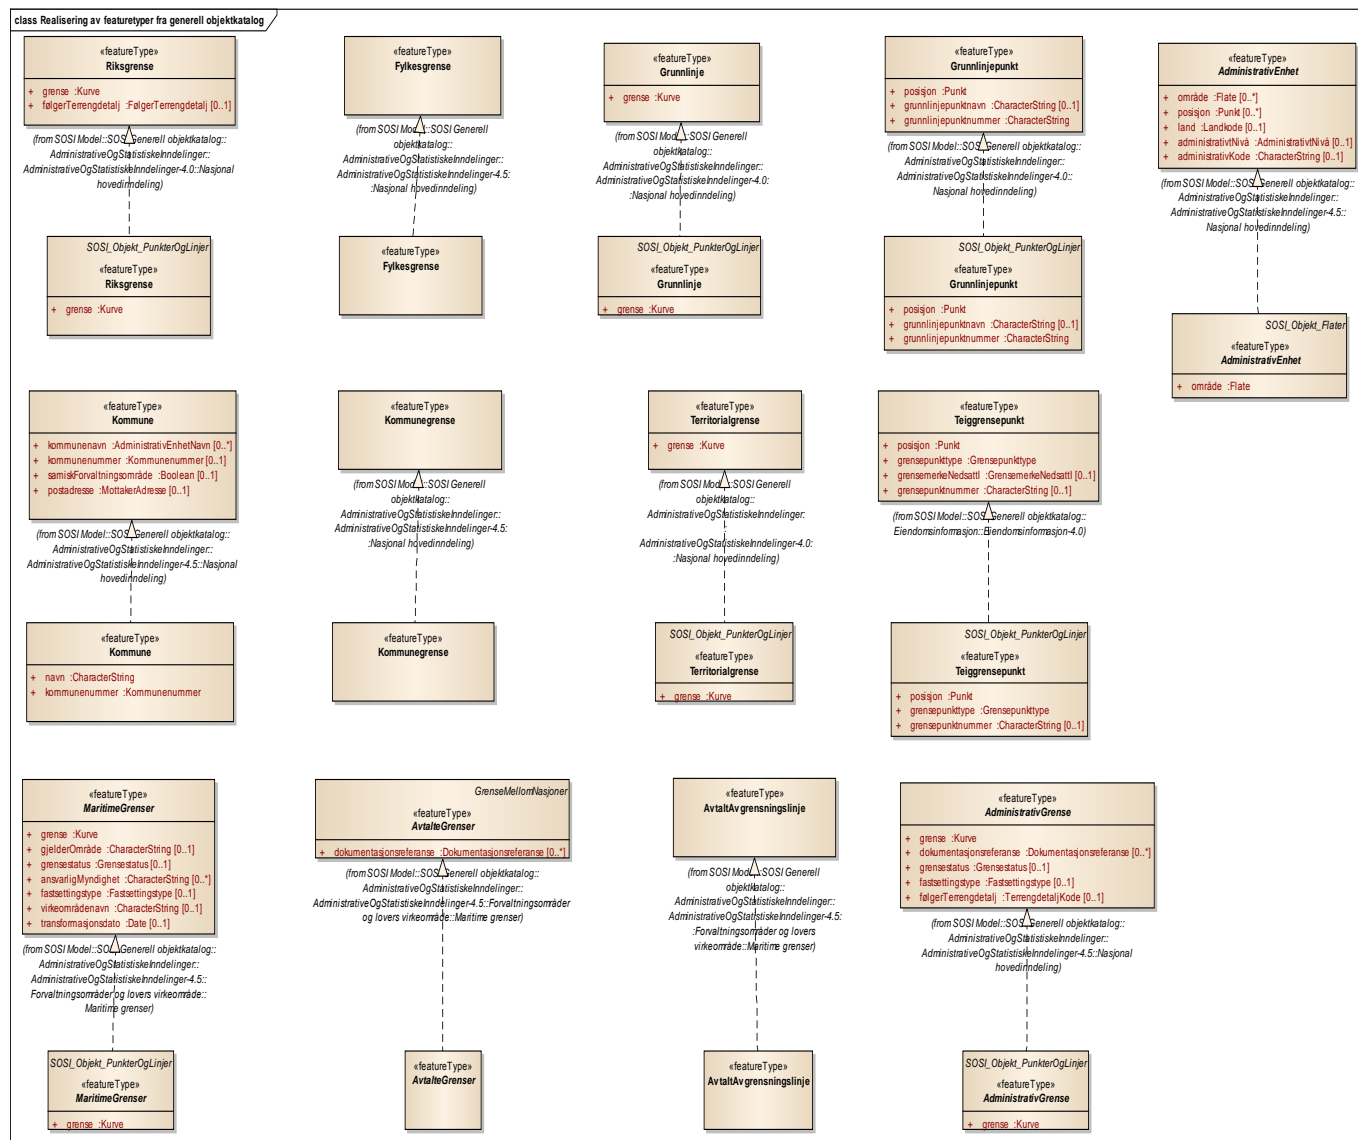 class Realisering av featuretyper fra generell objektkatalog
«featureType»
Riksgrense
+ grense :Kurve
+ følgerTerrengdetalj :FølgerTerrengdetalj [0..1]
(from SOSI Model::SOSI Generell objektkatalog::
AdministrativeOgStatistiskeInndelinger::
AdministrativeOgStatistiskeInndelinger-4.0::Nasjonal
hovedinndeling)
SOSI_Objekt_PunkterOgLinjer
«featureType»
Riksgrense
+ grense :Kurve
«featureType»
Fylkesgrense
(from SOSI Model::SOSI Generell
objektkatalog::
AdministrativeOgStatistiskeInndelinger::
AdministrativeOgStatistiskeInndelinger-4.5:
:Nasjonal hovedinndeling)
«featureType»
Fylkesgrense
«featureType»
Grunnlinje
+ grense :Kurve
(from SOSI Model::SOSI Generell
objektkatalog::
AdministrativeOgStatistiskeInndelinger::
AdministrativeOgStatistiskeInndelinger-4.0:
:Nasjonal hovedinndeling)
SOSI_Objekt_PunkterOgLinjer
«featureType»
Grunnlinje
+ grense :Kurve
«featureType»
Grunnlinjepunkt
+ posisjon :Punkt
+ grunnlinjepunktnavn :CharacterString [0..1]
+ grunnlinjepunktnummer :CharacterString
(from SOSI Model::SOSI Generell objektkatalog::
AdministrativeOgStatistiskeInndelinger::
AdministrativeOgStatistiskeInndelinger-4.0::
Nasjonal hovedinndeling)
SOSI_Objekt_PunkterOgLinjer
«featureType»
Grunnlinjepunkt
+ posisjon :Punkt
+ grunnlinjepunktnavn :CharacterString [0..1]
+ grunnlinjepunktnummer :CharacterString
«featureType»
AdministrativEnhet
+ område :Flate [0..*]
+ posisjon :Punkt [0..*]
+ land :Landkode [0..1]
+ administrativtNivå :AdministrativtNivå [0..1]
+ administrativKode :CharacterString [0..1]
(from SOSI Model::SOSI Generell objektkatalog::
AdministrativeOgStatistiskeInndelinger::
AdministrativeOgStatistiskeInndelinger-4.5::
Nasjonal hovedinndeling)
SOSI_Objekt_Flater
«featureType»
AdministrativEnhet
+ område :Flate
«featureType»
Kommune
+ kommunenavn :AdministrativEnhetNavn [0..*]
+ kommunenummer :Kommunenummer [0..1]
+ samiskForvaltningsområde :Boolean [0..1]
+ postadresse :MottakerAdresse [0..1]
(from SOSI Model::SOSI Generell objektkatalog::
AdministrativeOgStatistiskeInndelinger::
AdministrativeOgStatistiskeInndelinger-4.5::Nasjonal
hovedinndeling)
«featureType»
Kommune
+ navn :CharacterString
+ kommunenummer :Kommunenummer
«featureType»
Kommunegrense
(from SOSI Model::SOSI Generell
objektkatalog::
AdministrativeOgStatistiskeInndelinger::
AdministrativeOgStatistiskeInndelinger-4.5:
:Nasjonal hovedinndeling)
«featureType»
Kommunegrense
«featureType»
Territorialgrense
+ grense :Kurve
(from SOSI Model::SOSI Generell
objektkatalog::
AdministrativeOgStatistiskeInndelinger:
:
AdministrativeOgStatistiskeInndelinger-4.0:
:Nasjonal hovedinndeling)
SOSI_Objekt_PunkterOgLinjer
«featureType»
Territorialgrense
+ grense :Kurve
«featureType»
Teiggrensepunkt
+ posisjon :Punkt
+ grensepunkttype :Grensepunkttype
+ grensemerkeNedsattI :GrensemerkeNedsattI [0..1]
+ grensepunktnummer :CharacterString [0..1]
(from SOSI Model::SOSI Generell objektkatalog::
Eiendomsinformasjon::Eiendomsinformasjon-4.0)
SOSI_Objekt_PunkterOgLinjer
«featureType»
Teiggrensepunkt
+ posisjon :Punkt
+ grensepunkttype :Grensepunkttype
+ grensepunktnummer :CharacterString [0..1]
«featureType»
MaritimeGrenser
+ grense :Kurve
+ gjelderOmråde :CharacterString [0..1]
+ grensestatus :Grensestatus [0..1]
+ ansvarligMyndighet :CharacterString [0..*]
+ fastsettingstype :Fastsettingstype [0..1]
+ virkeområdenavn :CharacterString [0..1]
+ transformasjonsdato :Date [0..1]
(from SOSI Model::SOSI Generell objektkatalog::
AdministrativeOgStatistiskeInndelinger::
AdministrativeOgStatistiskeInndelinger-4.5::
Forvaltningsområder og lovers virkeområde::
Maritime grenser)
SOSI_Objekt_PunkterOgLinjer
«featureType»
MaritimeGrenser
+ grense :Kurve
GrenseMellomNasjoner
«featureType»
AvtalteGrenser
+ dokumentasjonsreferanse :Dokumentasjonsreferanse [0..*]
(from SOSI Model::SOSI Generell objektkatalog::
AdministrativeOgStatistiskeInndelinger::
AdministrativeOgStatistiskeInndelinger-4.5::Forvaltningsområder
og lovers virkeområde::Maritime grenser)
«featureType»
AvtalteGrenser
«featureType»
AvtaltAvgrensningslinje
(from SOSI Model::SOSI Generell
objektkatalog::
AdministrativeOgStatistiskeInndelinger::
AdministrativeOgStatistiskeInndelinger-4.5:
:Forvaltningsområder og lovers
virkeområde::Maritime grenser)
«featureType»
AvtaltAvgrensningslinje
«featureType»
AdministrativGrense
+ grense :Kurve
+ dokumentasjonsreferanse :Dokumentasjonsreferanse [0..*]
+ grensestatus :Grensestatus [0..1]
+ fastsettingstype :Fastsettingstype [0..1]
+ følgerTerrengdetalj :TerrengdetaljKode [0..1]
(from SOSI Model::SOSI Generell objektkatalog::
AdministrativeOgStatistiskeInndelinger::
AdministrativeOgStatistiskeInndelinger-4.5::Nasjonal
hovedinndeling)
SOSI_Objekt_PunkterOgLinjer
«featureType»
AdministrativGrense
+ grense :Kurve